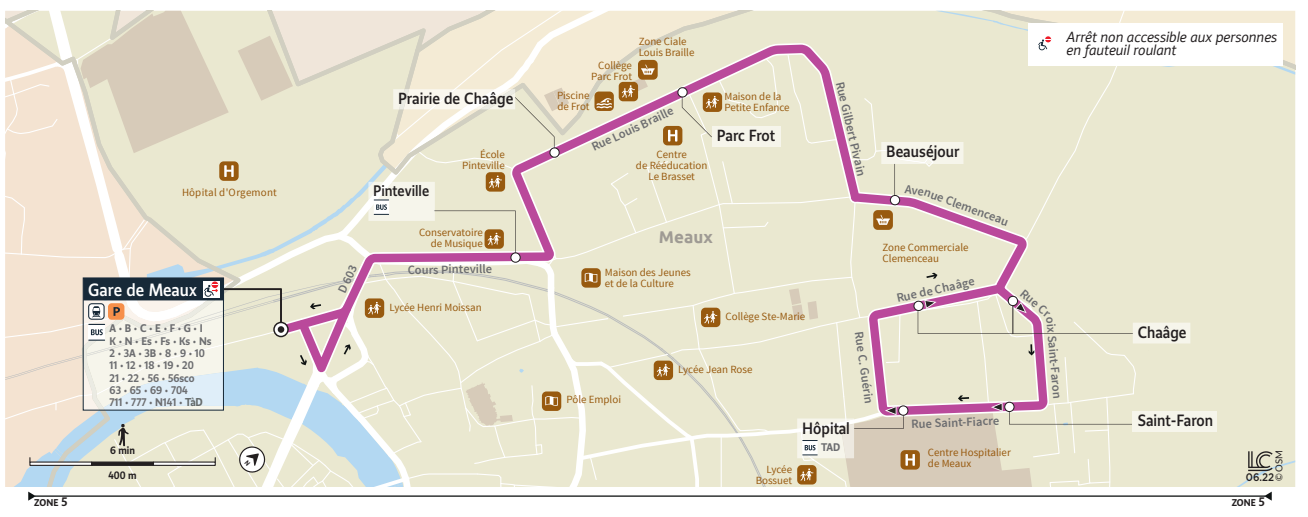 Arrêt non accessible aux personnes
en fauteuil roulant
Zone Ciale
Louis Braille
Collège
Parc Frot
Piscine
de Frot
Maison de la
Petite Enfance
Prairie de Chaâge
Rue Louis Braille
Parc Frot
Rue Gilbert Pivain
H
Centre
de Rééducation
Le Brasset
Beauséjour
École
Pinteville
H
Hôpital d'Orgemont
Pinteville
BUS
Avenue Clemenceau
Conservatoire
de Musique
Meaux
Zone Commerciale
Clemenceau
Cours Pinteville
D 603
Maison des Jeunes
et de la Culture
Gare de Meaux
P
BUS
A • B • C • E • F • G • I
K • N • Es • Fs • Ks • Ns
2 • 3A • 3B • 8 • 9 • 10
11 • 12 • 18 • 19 • 20
21 • 22 • 56 • 56sco
63 • 65 • 69 • 704
711 • 777 • N141 • TàD
Lycée Henri Moissan
Rue de Chaâge
Rue Croix Saint-Faron
Collège Ste-Marie
Chaâge
Rue C. Guérin
Lycée Jean Rose
Pôle Emploi
Rue Saint-Fiacre
Saint-Faron
Hôpital
BUS TAD
H
Centre Hospitalier
de Meaux
Lycée
Bossuet
6 min
400 m
N
LC
06.22
© OSM
ZONE 5
ZONE 5